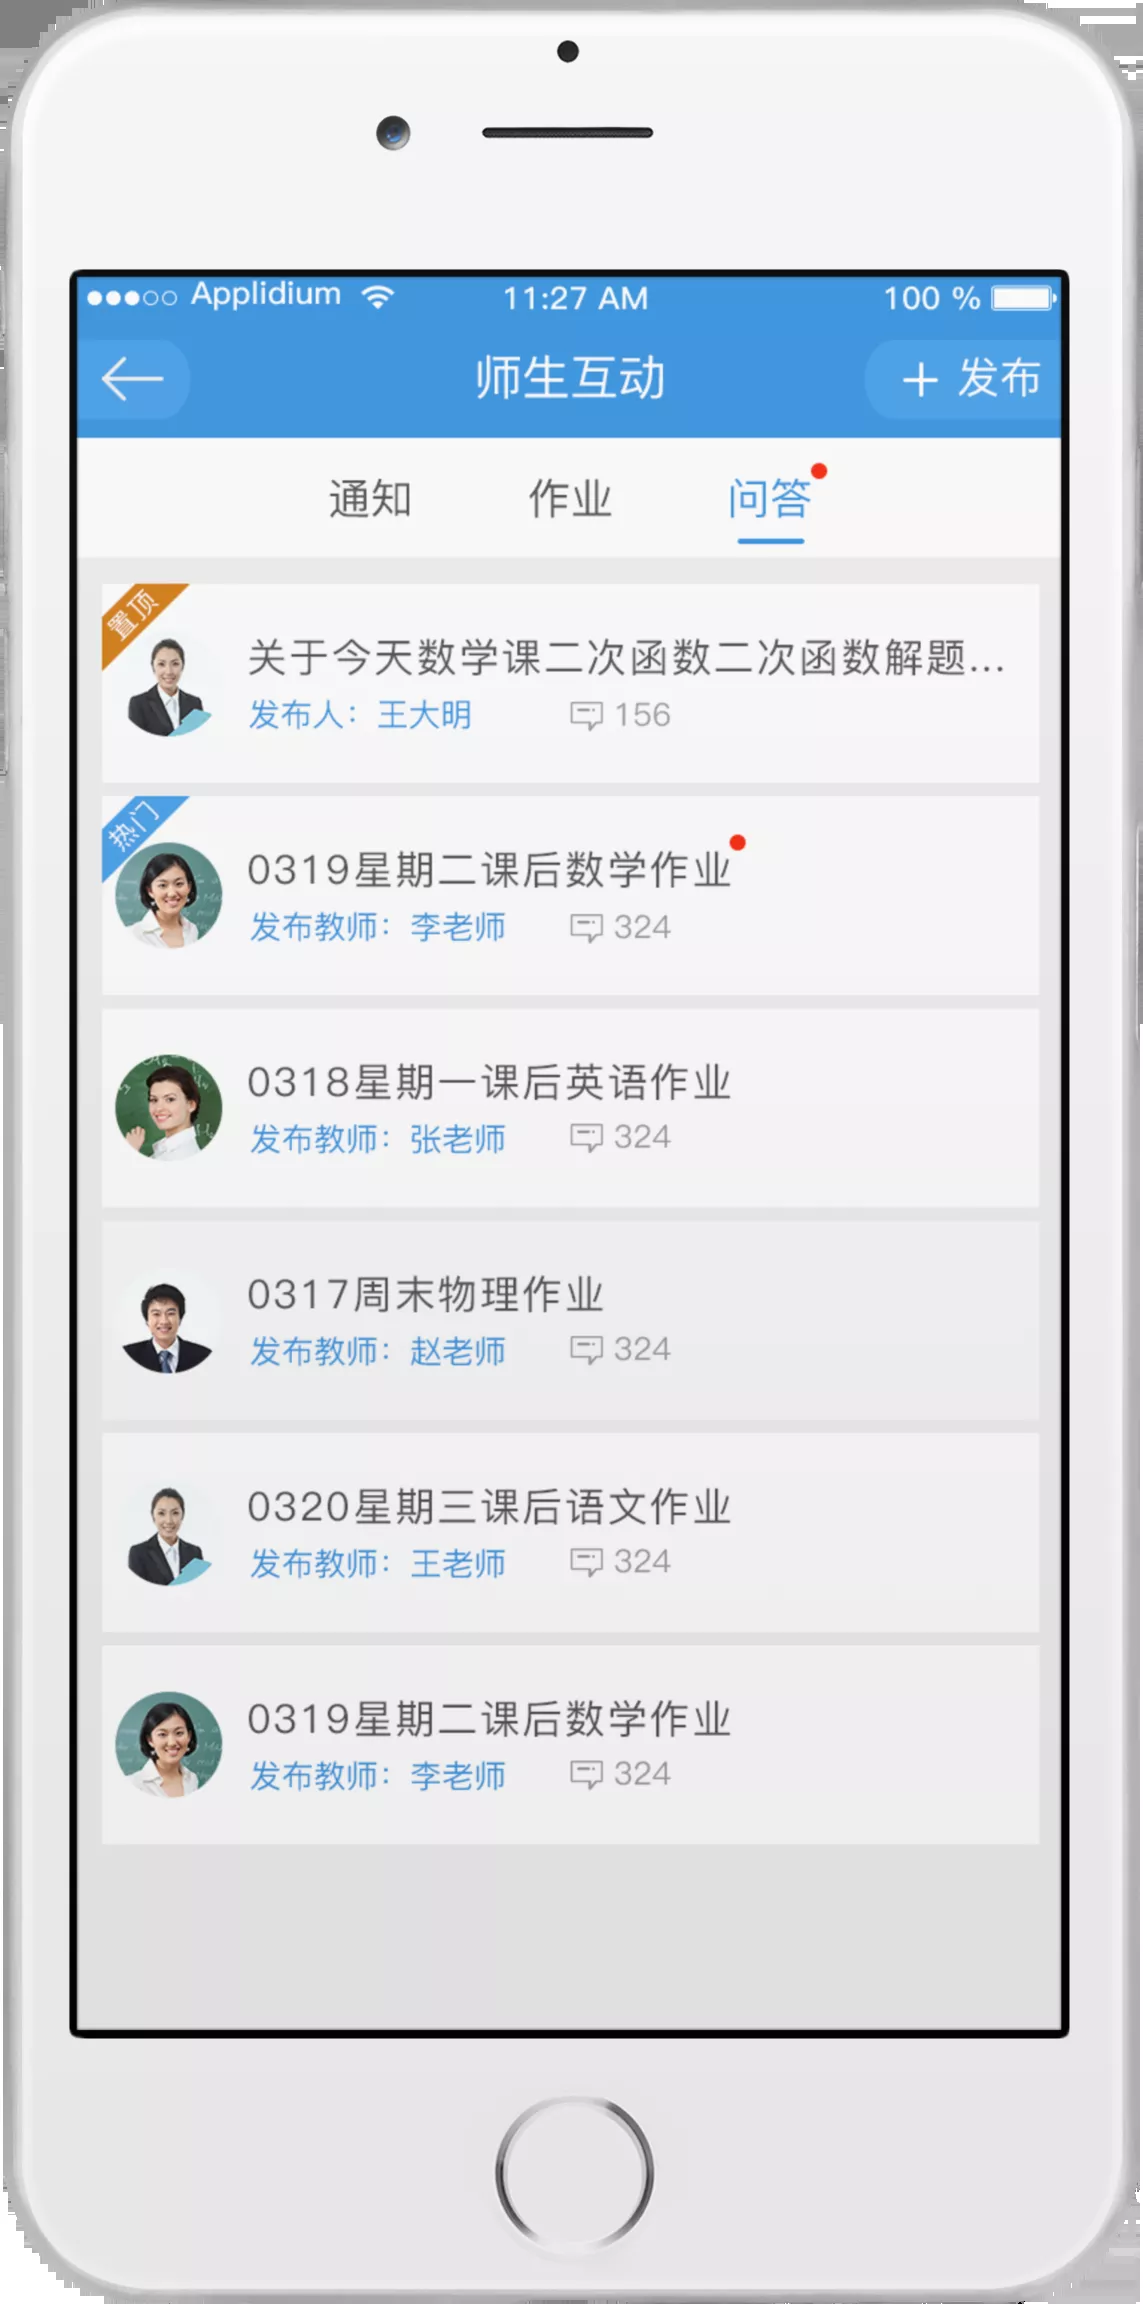 Applidium 11:27 AM 100 %
师生互动 + 发布
通知 作业 问答
置顶
关于今天数学课二次函数二次函数解题...
发布人：王大明 156
热门
0319星期二课后数学作业
发布教师：李老师 324
0318星期一课后英语作业
发布教师：张老师 324
0317周末物理作业
发布教师：赵老师 324
0320星期三课后语文作业
发布教师：王老师 324
0319星期二课后数学作业
发布教师：李老师 324